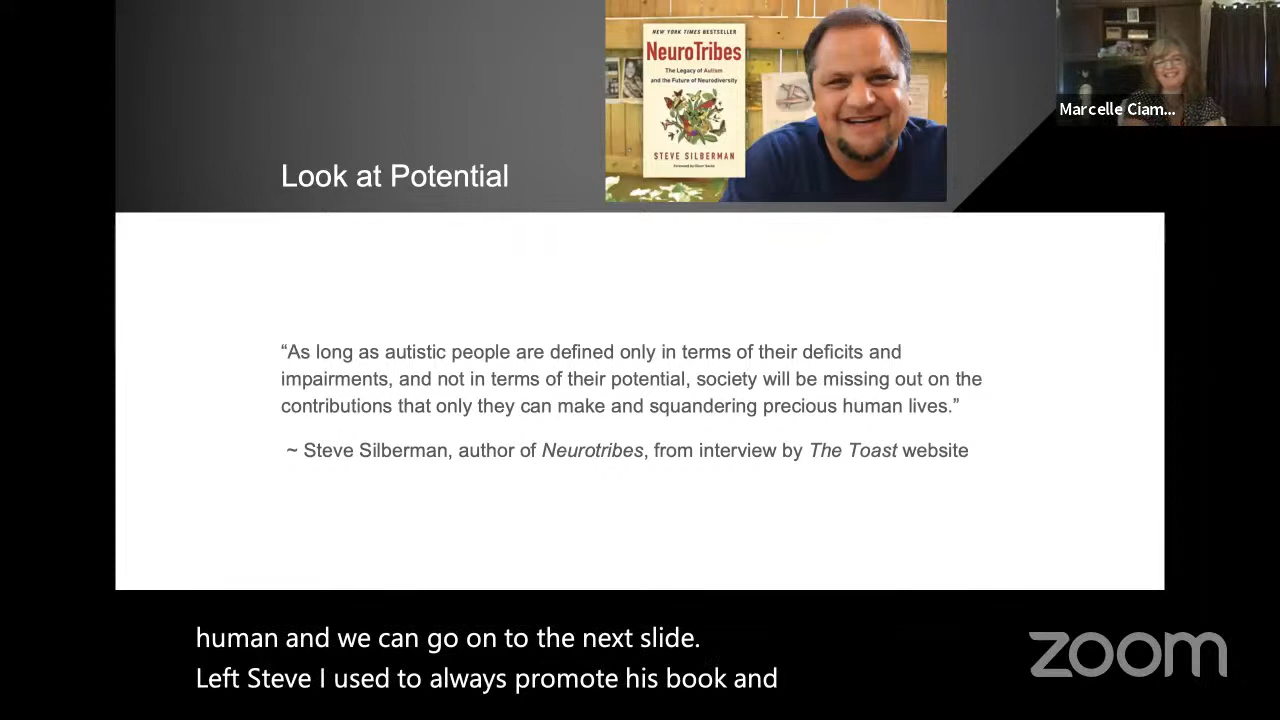 NEW YORK TIMES BESTSELLER
NeuroTribes
The Legacy of Autism
and the Future of Neurodiversity
STEVE SILBERMAN
Foreword by Oliver Sacks
Marcelle Ciam...
Look at Potential
“As long as autistic people are defined only in terms of their deficits and
impairments, and not in terms of their potential, society will be missing out on the
contributions that only they can make and squandering precious human lives.”
~ Steve Silberman, author of Neurotribes, from interview by The Toast website
human and we can go on to the next slide.
Left Steve I used to always promote his book and
zoom